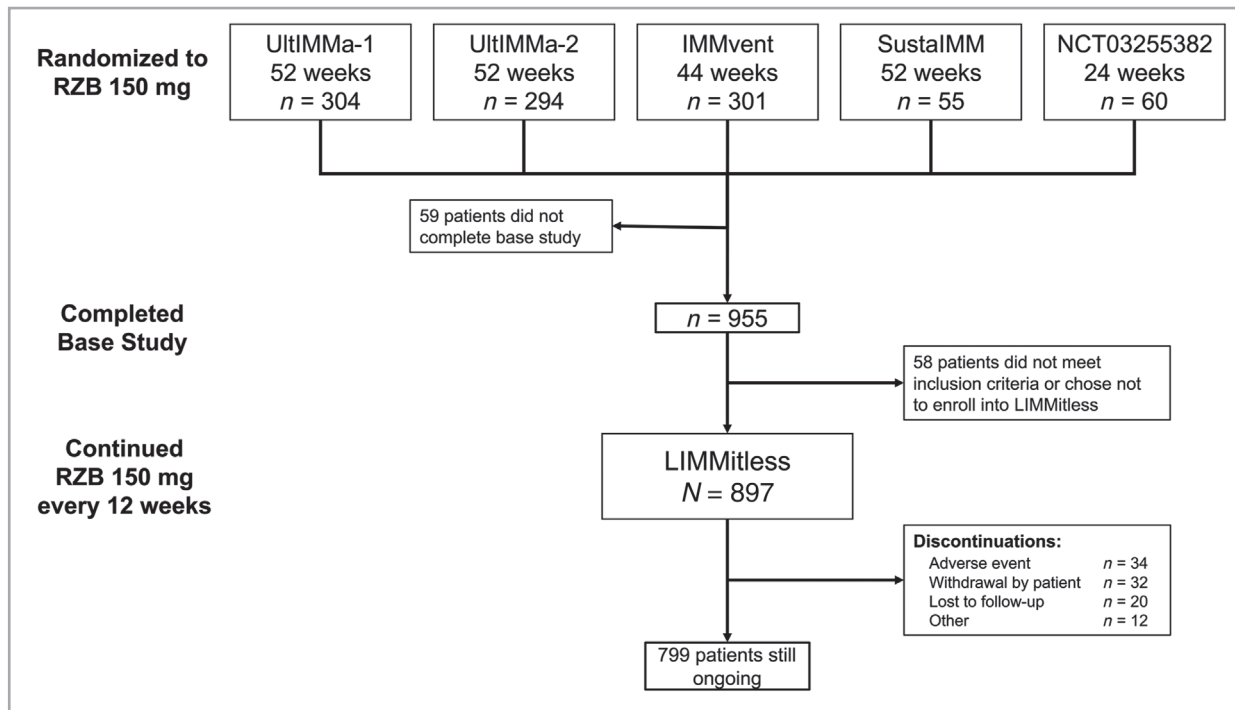 Randomized to
RZB 150 mg
UltIMMa-1
52 weeks
n = 304
UltIMMa-2
52 weeks
n = 294
IMMvent
44 weeks
n = 301
SustaIMM
52 weeks
n = 55
NCT03255382
24 weeks
n = 60
59 patients did not
complete base study
Completed
Base Study
n = 955
58 patients did not meet
inclusion criteria or chose not
to enroll into LIMMitless
Continued
RZB 150 mg
every 12 weeks
LIMMitless
N = 897
Discontinuations:
Adverse event n = 34
Withdrawal by patient n = 32
Lost to follow-up n = 20
Other n = 12
799 patients still
ongoing